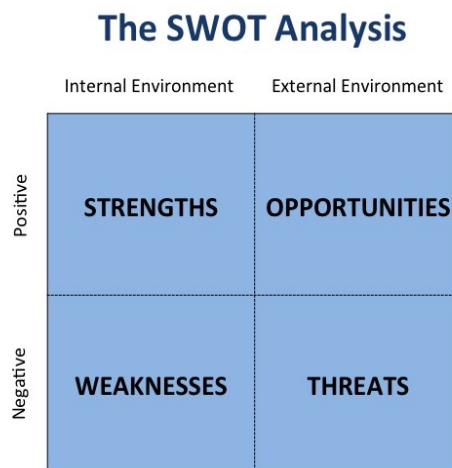 The SWOT Analysis
Internal Environment External Environment
Positive
STRENGTHS OPPORTUNITIES
Negative
WEAKNESSES THREATS